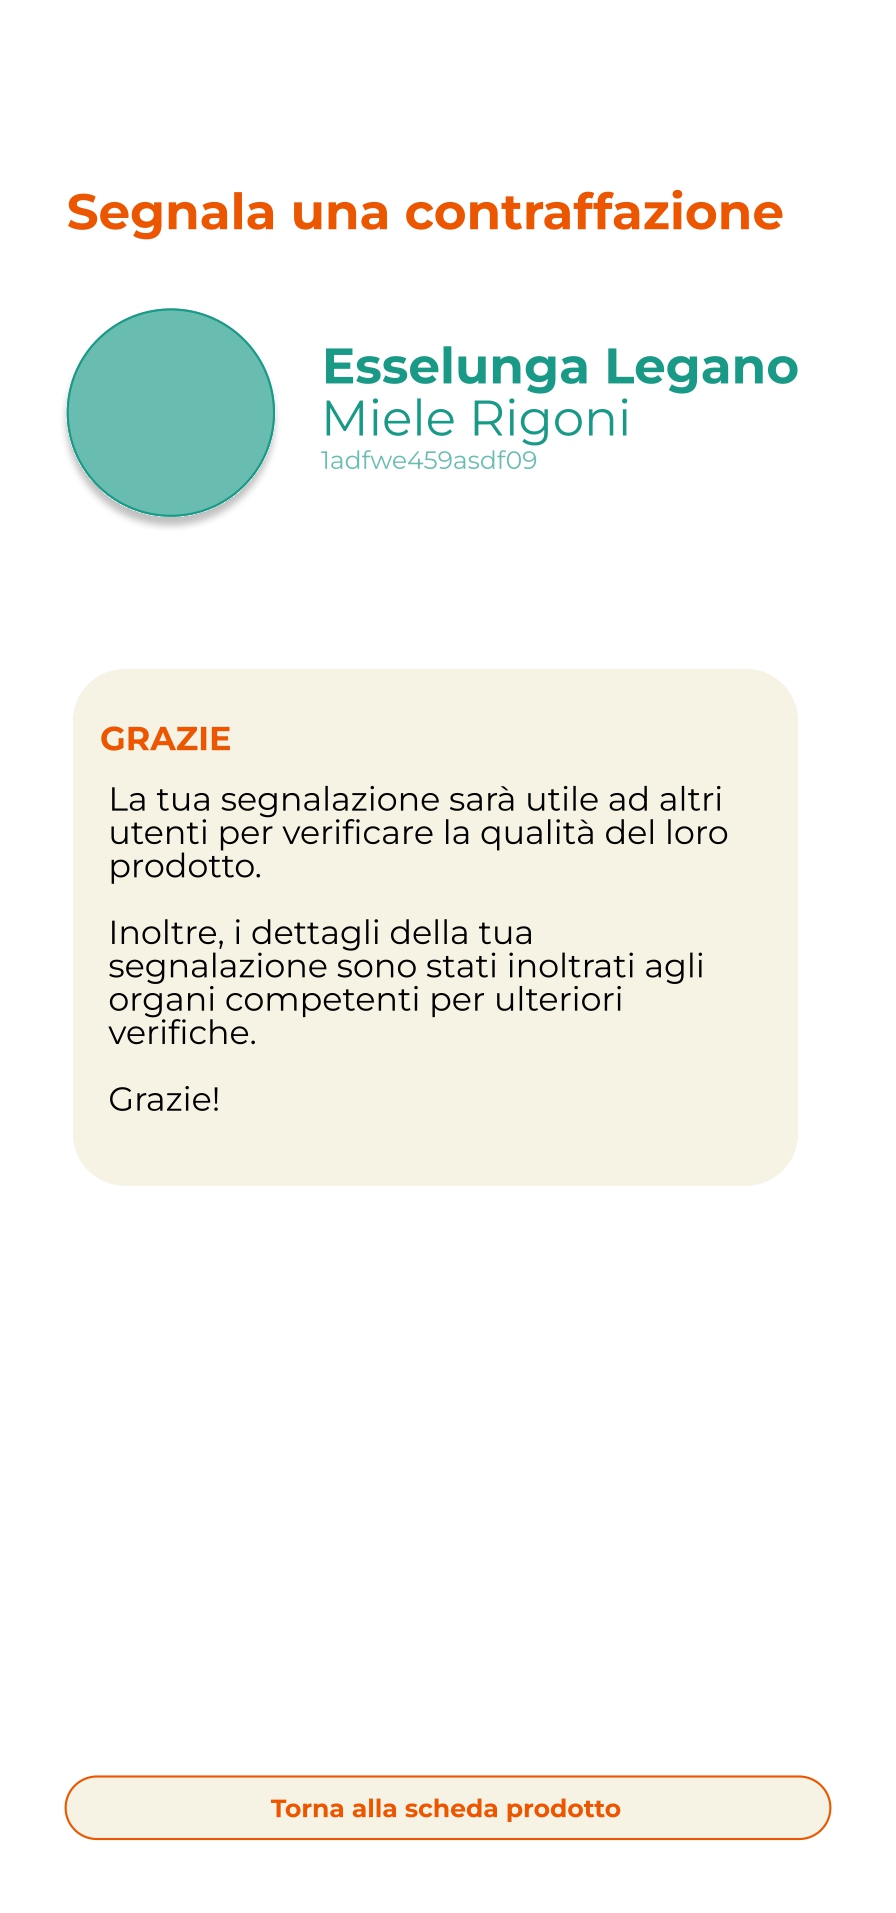 Segnala una contraffazione
Esselunga Legano
Miele Rigoni
1adfwe459asdf09
GRAZIE
La tua segnalazione sarà utile ad altri
utenti per verificare la qualità del loro
prodotto.
Inoltre, i dettagli della tua
segnalazione sono stati inoltrati agli
organi competenti per ulteriori
verifiche.
Grazie!
Torna alla scheda prodotto